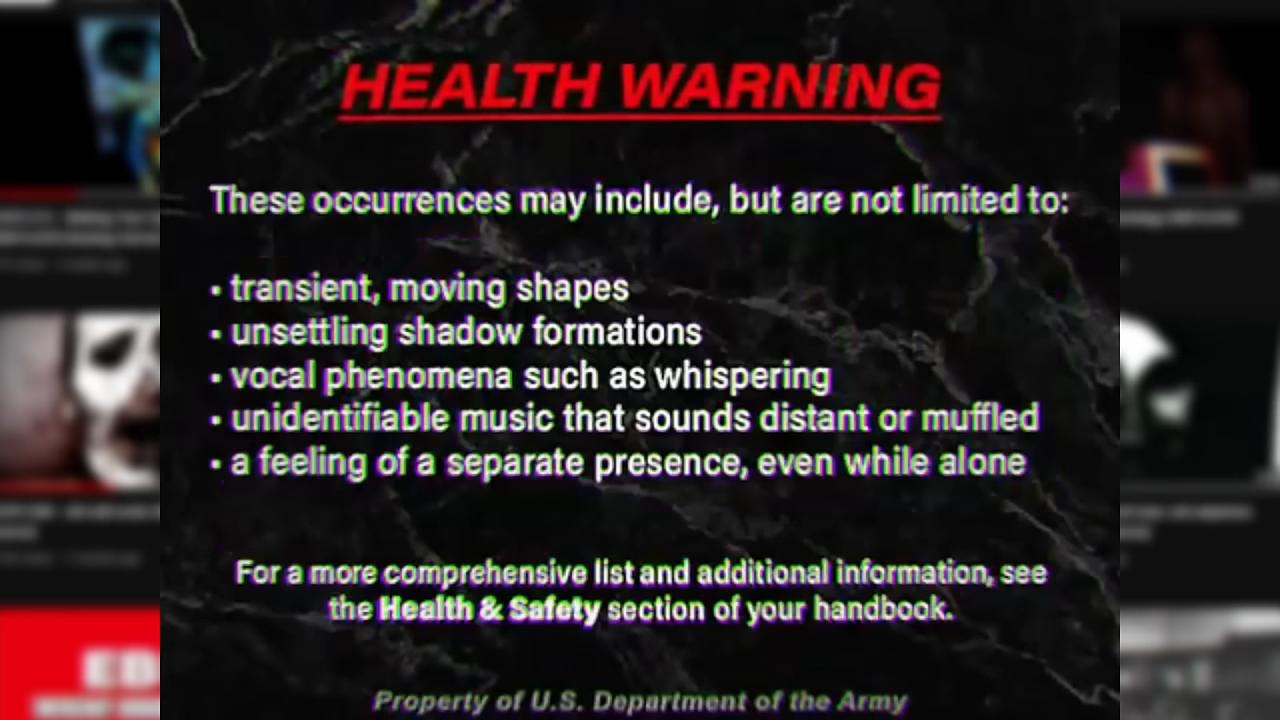 HEALTH WARNING
These occurrences may include, but are not limited to:
• transient, moving shapes
• unsettling shadow formations
• vocal phenomena such as whispering
• unidentifiable music that sounds distant or muffled
• a feeling of a separate presence, even while alone
For a more comprehensive list and additional information, see
the Health & Safety section of your handbook.
Property of U.S. Department of the Army
ED